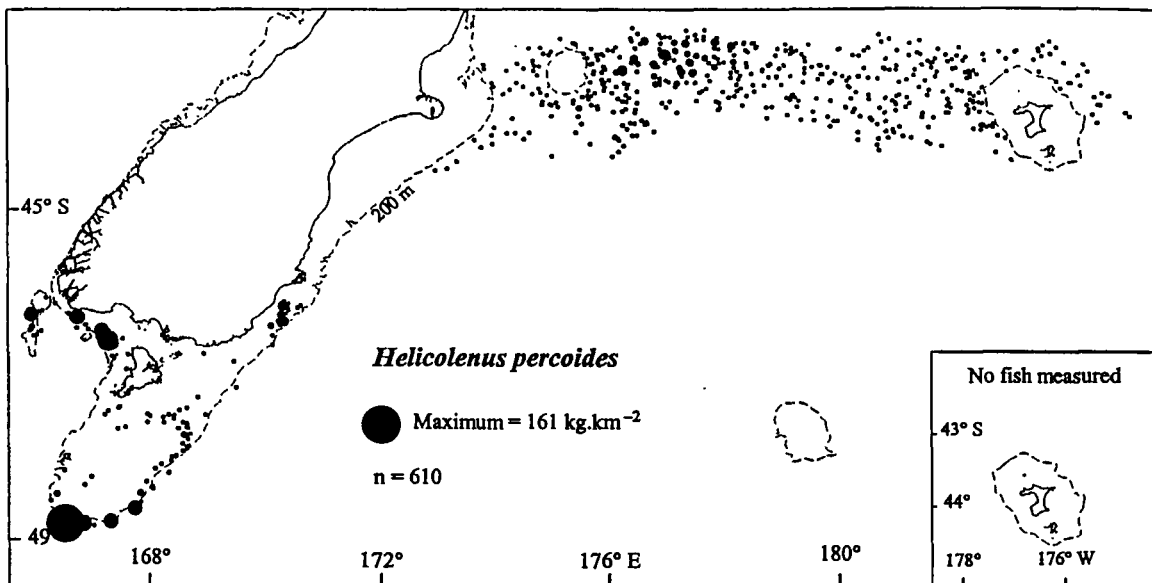 45° S
200 m
Helicolenus percoides
Maximum = 161 kg.km⁻²
n = 610
49
168°
172°
176° E
180°
No fish measured
43° S
44°
178°
176° W